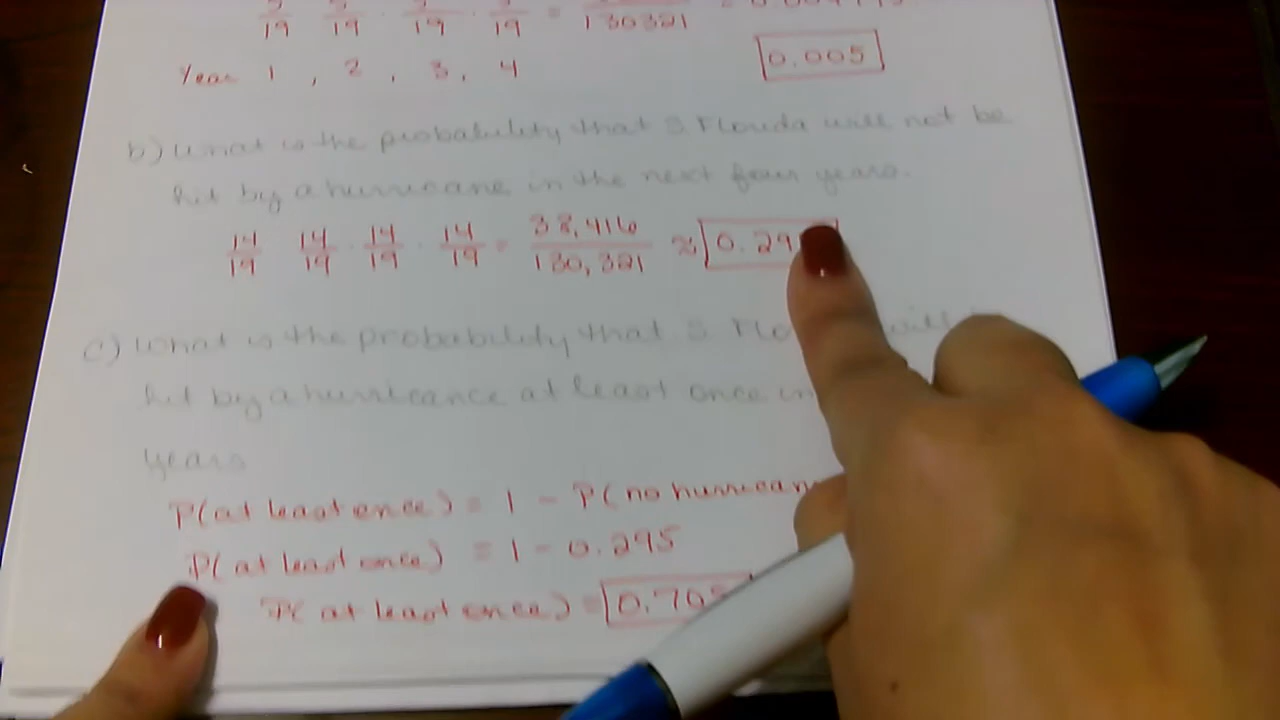 19 19 · 19 · 19 = 130321
Year 1 , 2 , 3, 4
0.005
b) What is the probability that S. Florida will not be
hit by a hurricane in the next four years.
14/19 14/19 · 14/19 · 14/19 = 38,416/130,321 ≈ 0.29
c) What is the probability that S. Flo will
hit by a hurricance at least once in
years
P(at least once) = 1 - P(no hurrican
P(at least once) = 1 - 0.295
P(at least once) = 0.705